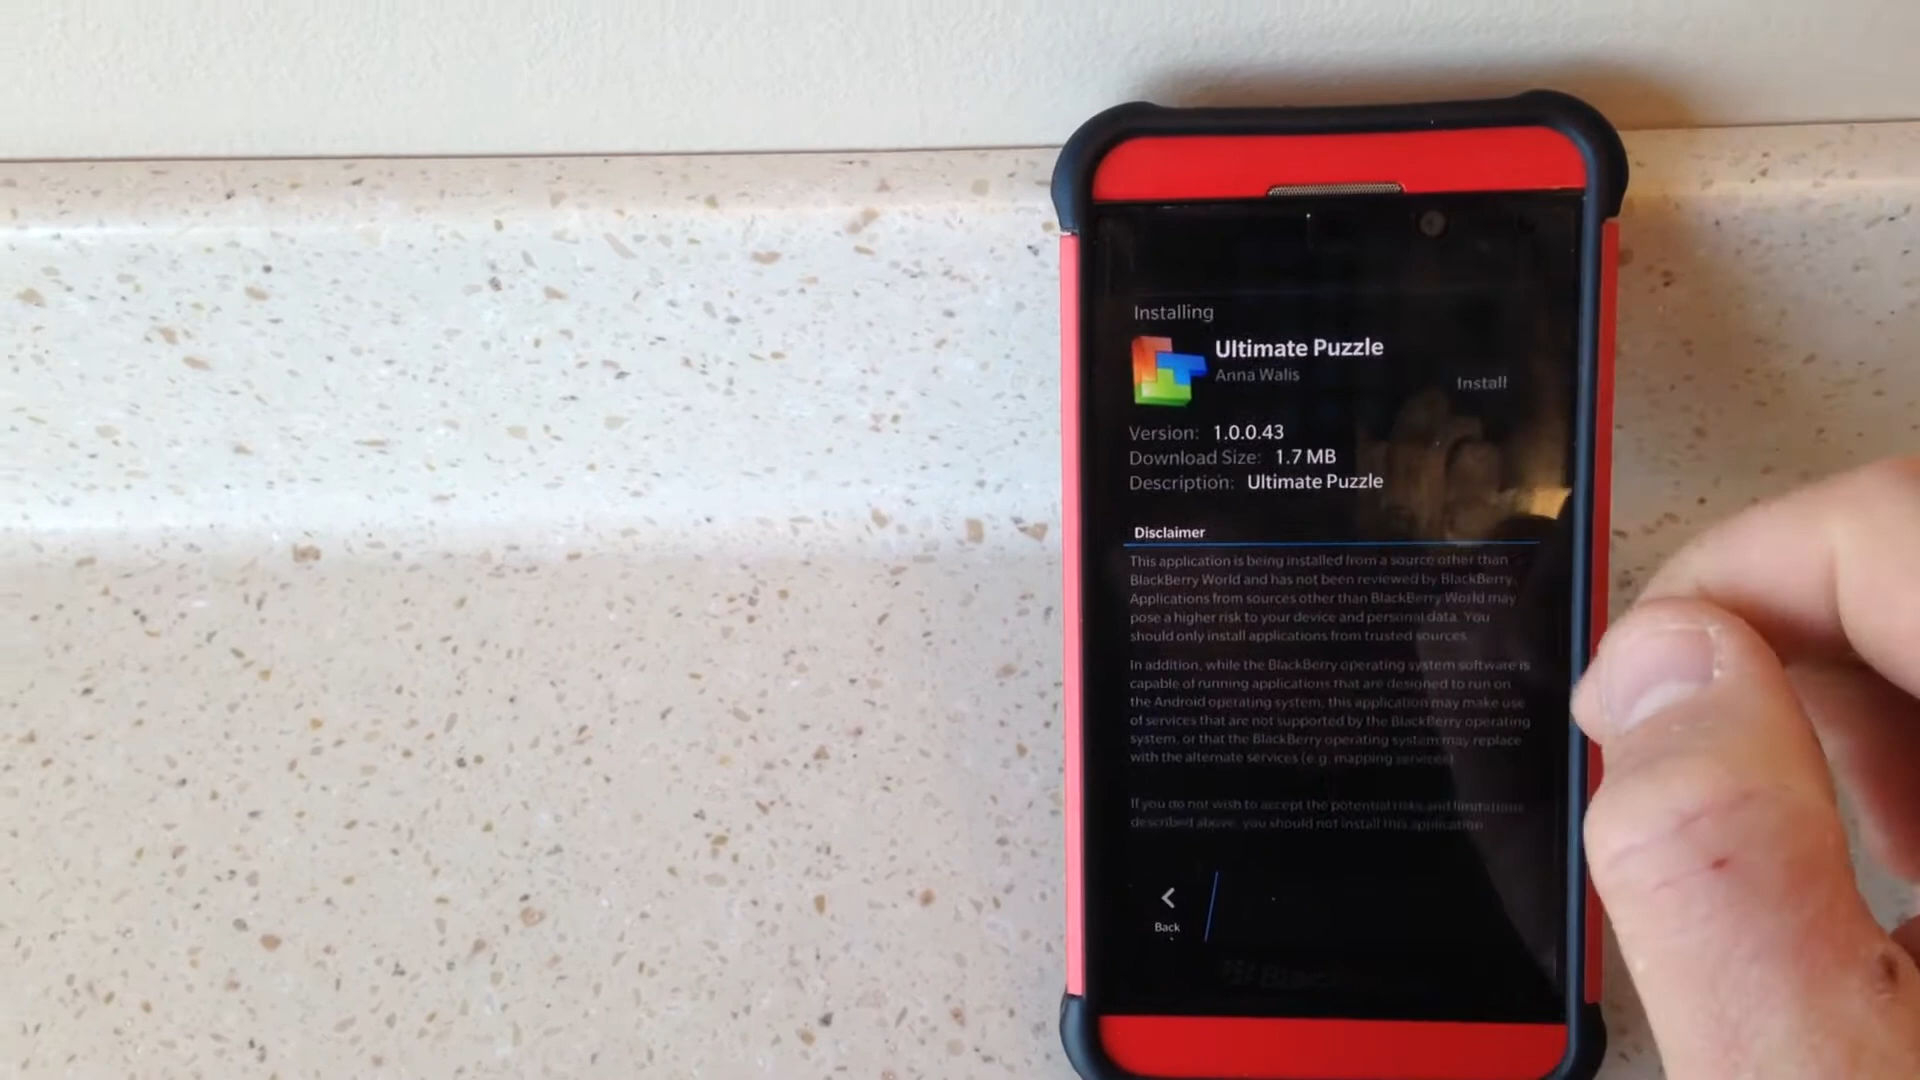 Installing
Ultimate Puzzle
Anna Walis
Install
Version: 1.0.0.43
Download Size: 1.7 MB
Description: Ultimate Puzzle
Disclaimer
This application is being installed from a source other than
BlackBerry World and has not been reviewed by BlackBerry.
Applications from sources other than BlackBerry World may
pose a higher risk to your device and personal data. You
should only install applications from trusted sources.
In addition, while the BlackBerry operating system software is
capable of running applications that are designed to run on
the Android operating system, this application may make use
of services that are not supported by the BlackBerry operating
system, or that the BlackBerry operating system may replace
with the alternate services (e.g. mapping services)
If you do not wish to accept the potential risks and limitations
described above, you should not install this application
Back